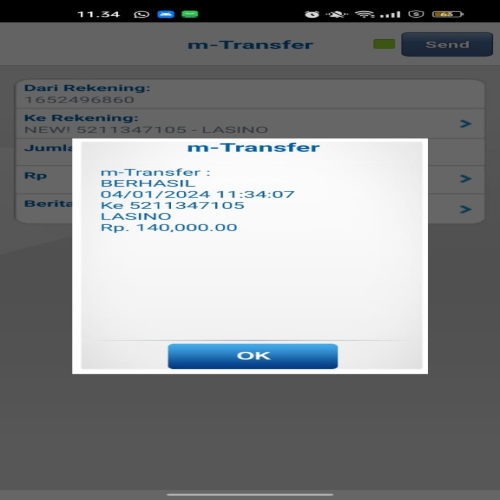 11.34
m-Transfer
Send
Dari Rekening:
1652496860
Ke Rekening:
NEW! 5211347105 - LASINO
Jumla
Rp
Berita
m-Transfer
m-Transfer :
BERHASIL
04/01/2024 11:34:07
Ke 5211347105
LASINO
Rp. 140,000.00
OK